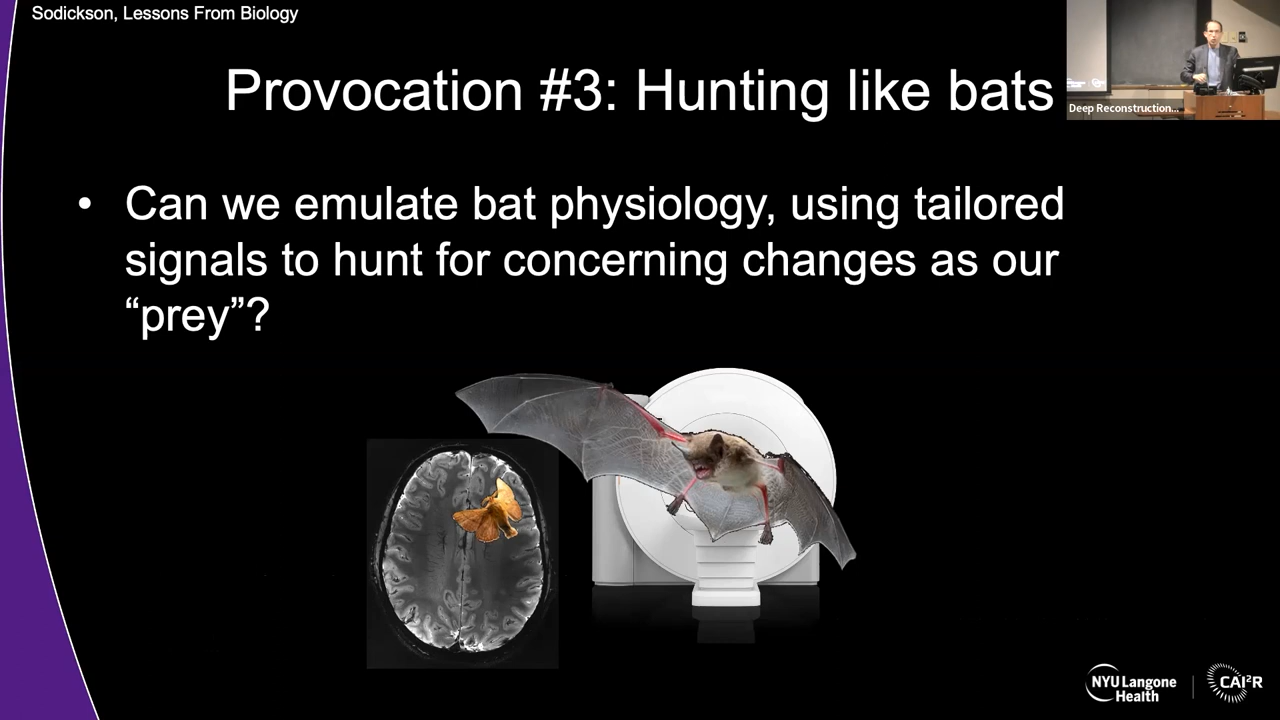 Sodickson, Lessons From Biology
Provocation #3: Hunting like bats
Deep Reconstruction...
• Can we emulate bat physiology, using tailored
signals to hunt for concerning changes as our
“prey”?
NYU Langone
Health
CAI²R